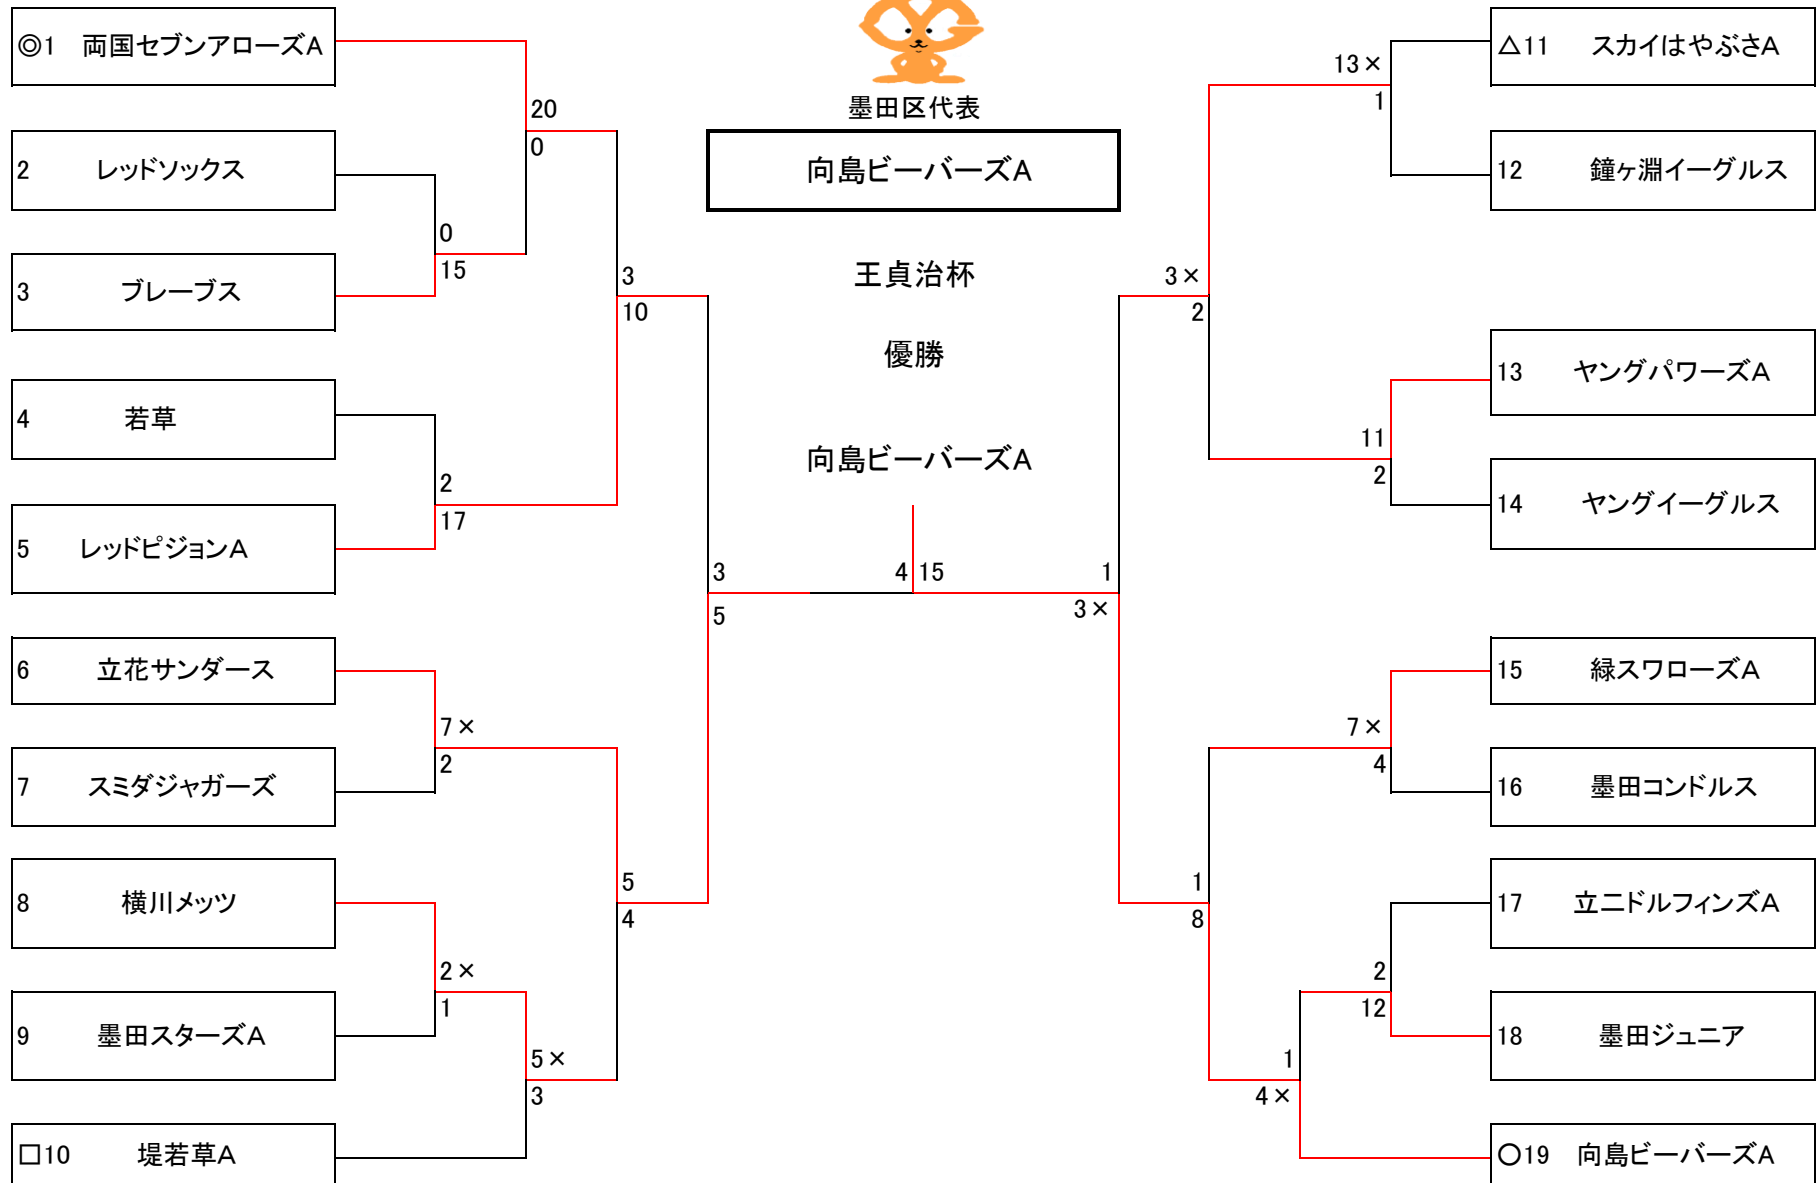 ◎1 両国セブンアローズA
2 レッドソックス
3 ブレーブス
4 若草
5 レッドピジョンA
6 立花サンダース
7 スミダジャガーズ
8 横川メッツ
9 墨田スターズA
□10 堤若草A
20
0
0
15
3
10
2
17
3
5
7×
2
5
4
2×
1
5×
3
墨田区代表
向島ビーバーズA
王貞治杯
優勝
向島ビーバーズA
4
15
13×
1
3×
2
11
2
1
3×
7×
4
1
8
2
12
1
4×
△11 スカイはやぶさA
12 鐘ヶ淵イーグルス
13 ヤングパワーズA
14 ヤングイーグルス
15 緑スワローズA
16 墨田コンドルス
17 立二ドルフィンズA
18 墨田ジュニア
○19 向島ビーバーズA